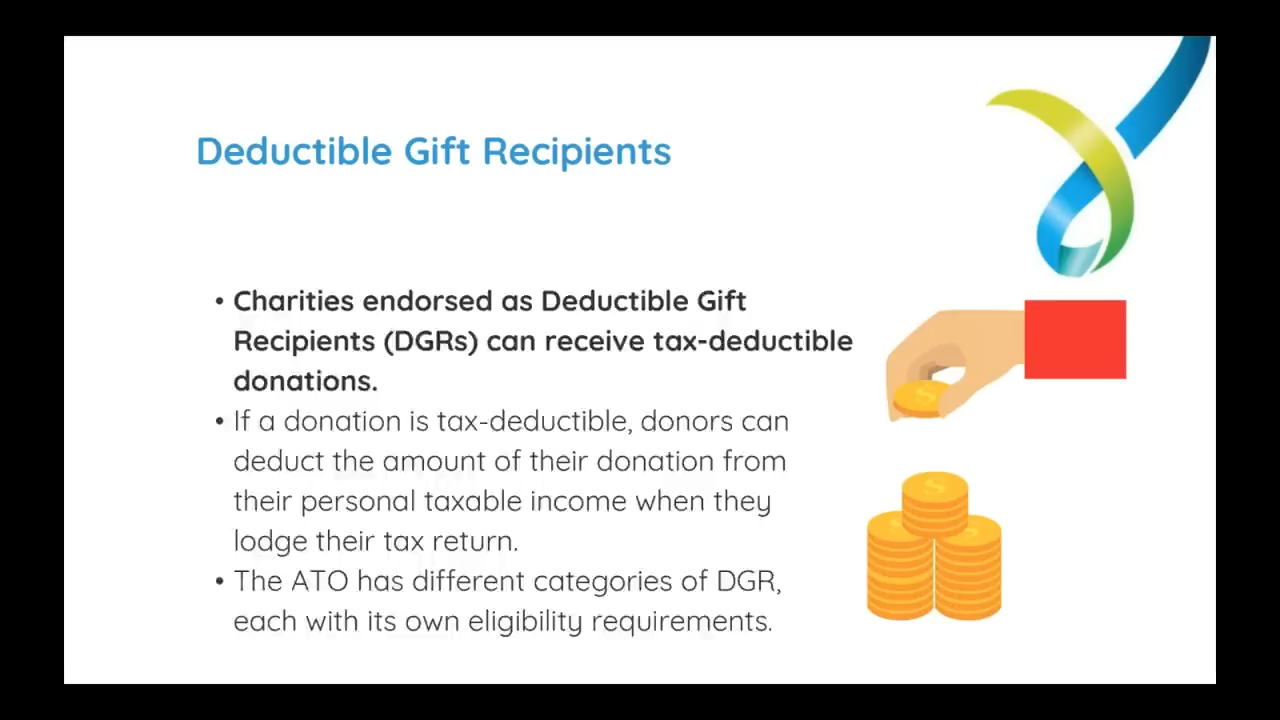 Deductible Gift Recipients
• Charities endorsed as Deductible Gift
Recipients (DGRs) can receive tax-deductible
donations.
• If a donation is tax-deductible, donors can
deduct the amount of their donation from
their personal taxable income when they
lodge their tax return.
• The ATO has different categories of DGR,
each with its own eligibility requirements.